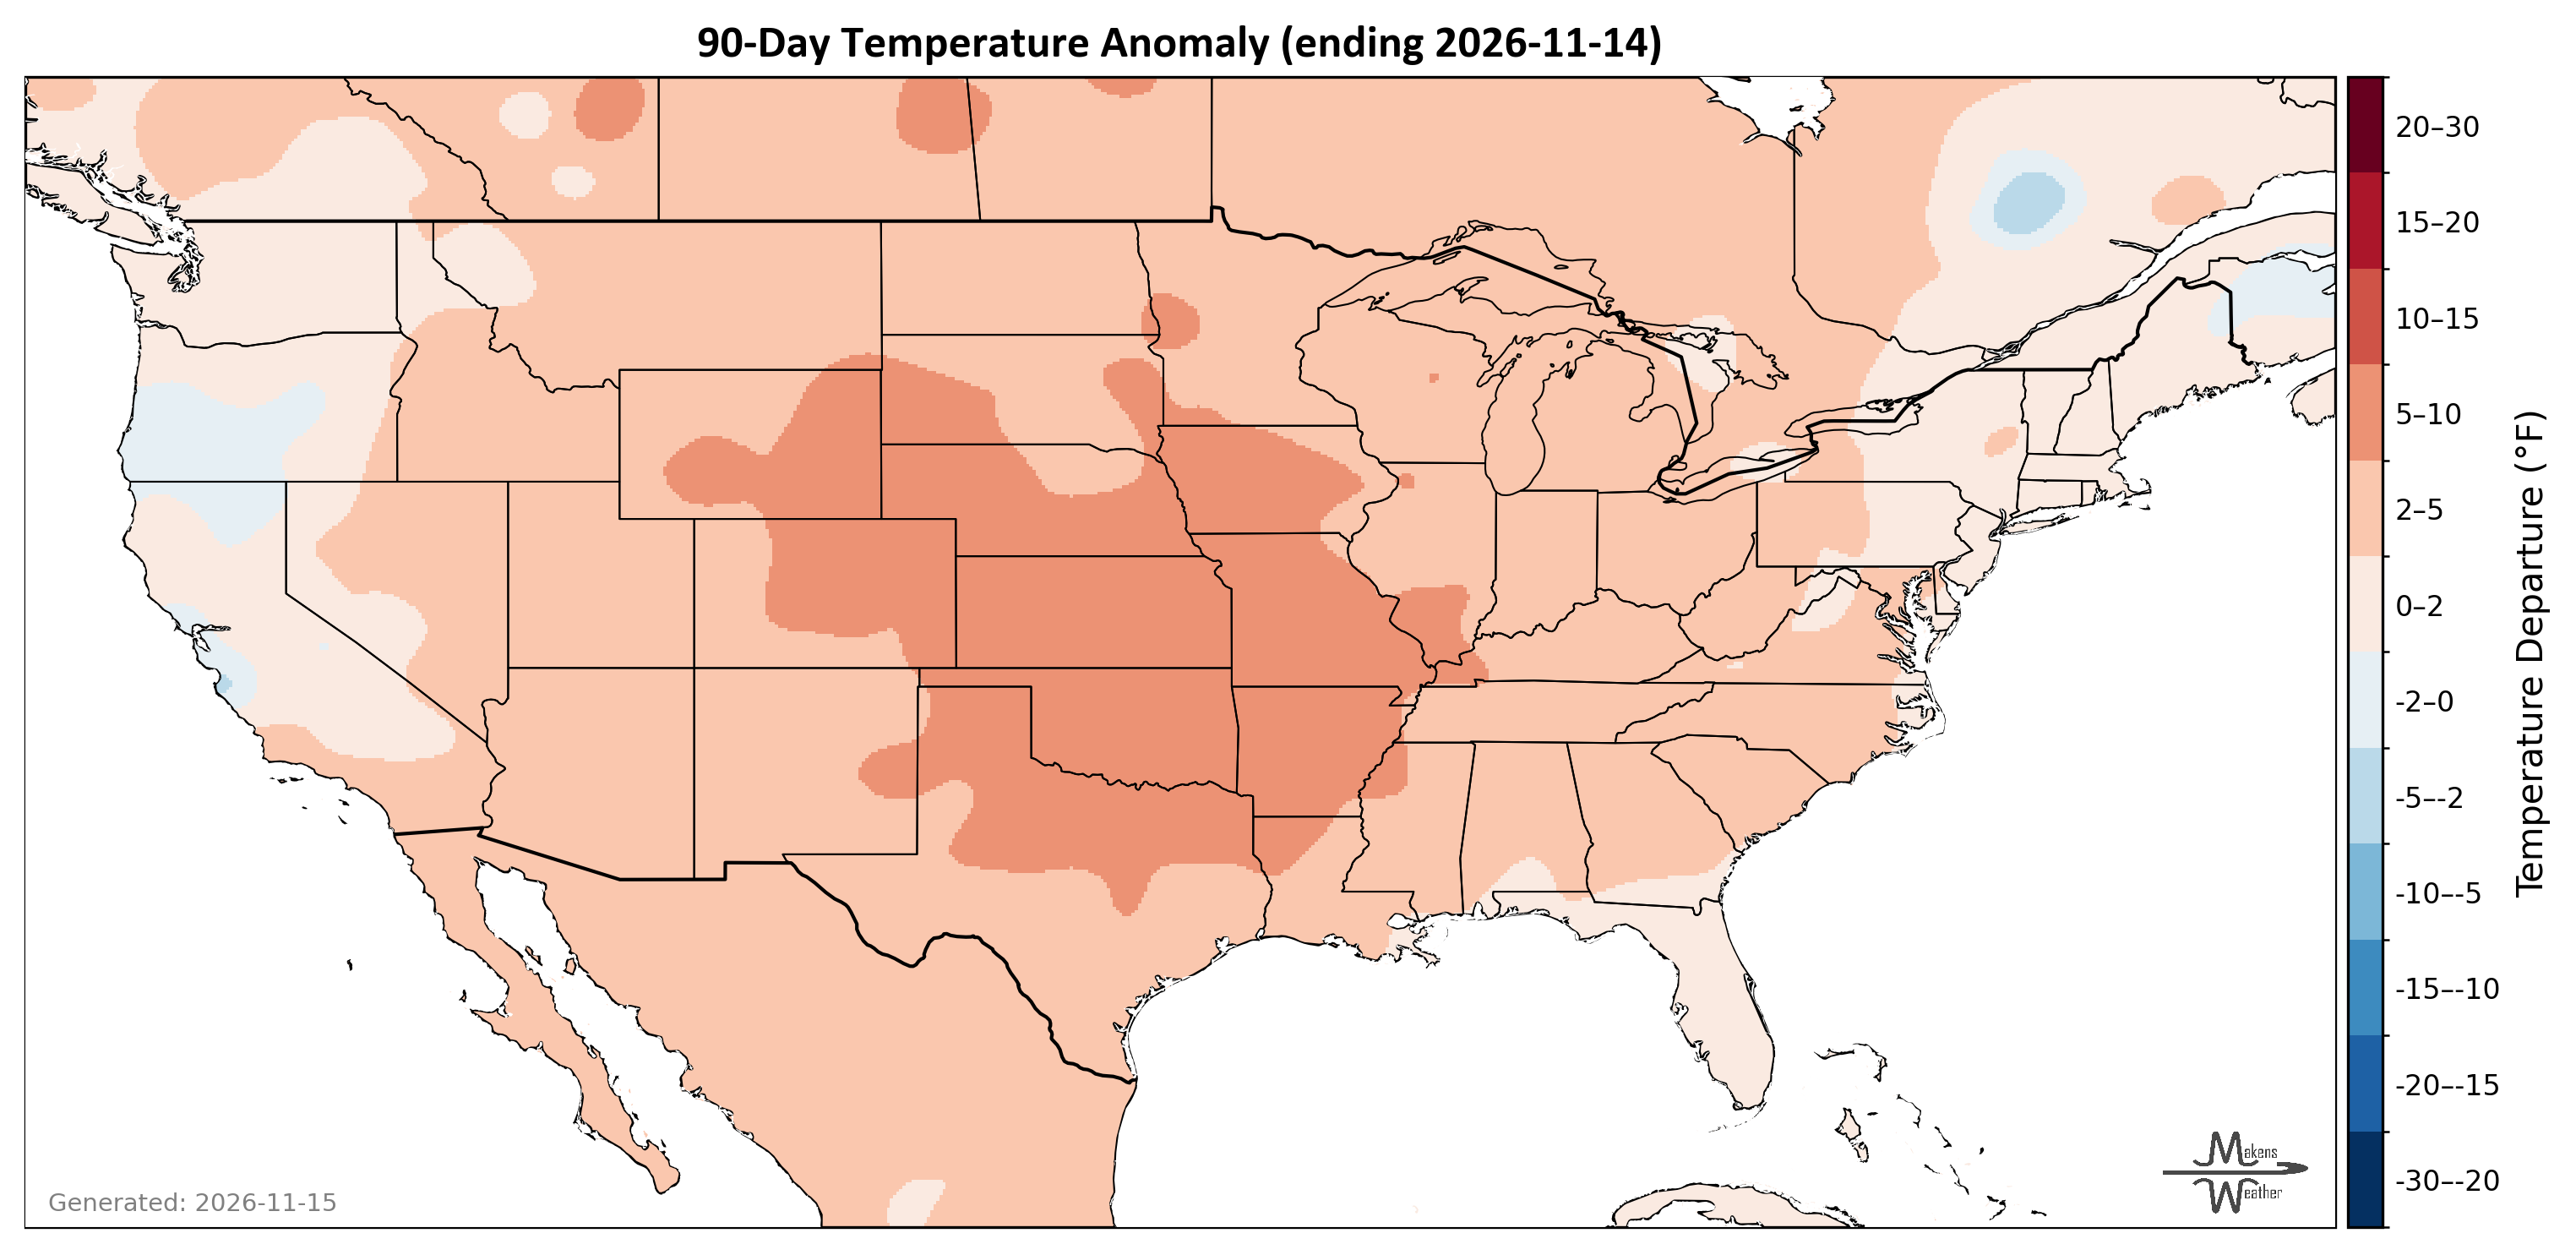 90-Day Temperature Anomaly (ending 2026-11-14)
20–30
15–20
10–15
5–10
2–5
0–2
-2–0
-5–-2
-10–-5
-15–-10
-20–-15
-30–-20
Temperature Departure (°F)
Generated: 2026-11-15
Makens
Weather